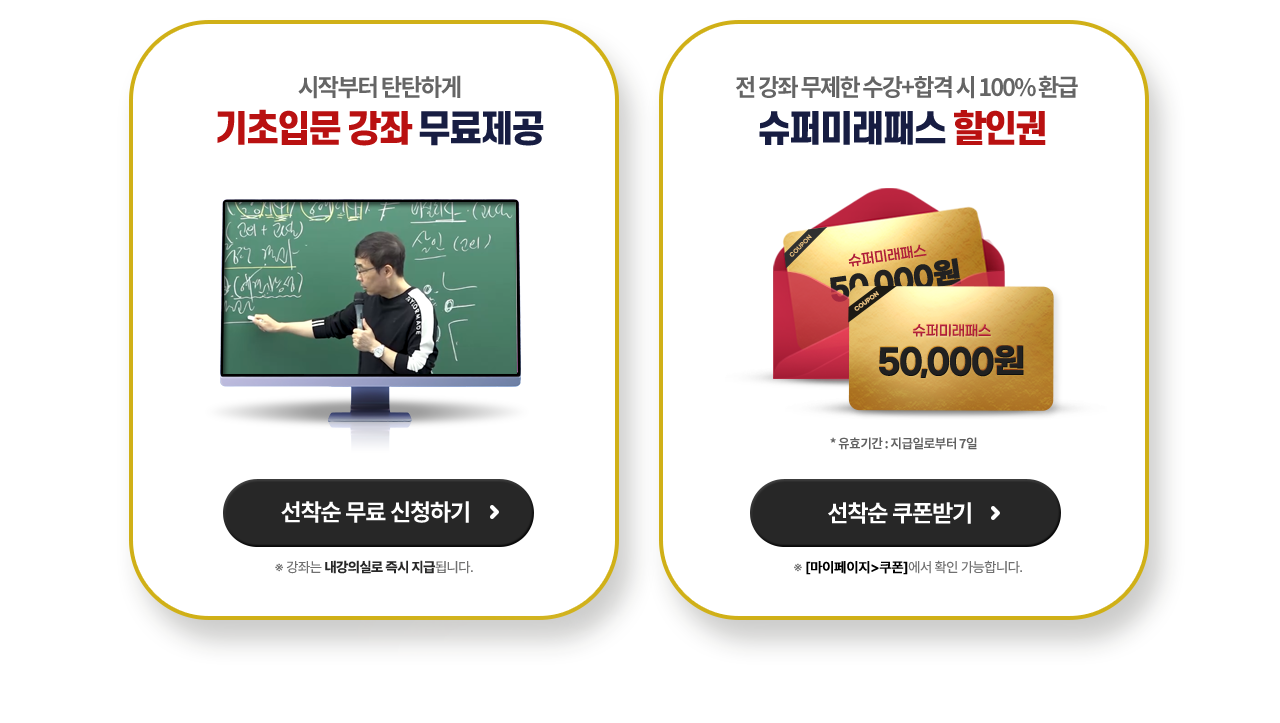 시작부터 탄탄하게
기초입문 강좌 무료제공
선착순 무료 신청하기
※ 강좌는 내강의실로 즉시 지급됩니다.
전 강좌 무제한 수강+합격 시 100% 환급
슈퍼미래패스 할인권
COUPON
슈퍼미래패스
50,000원
COUPON
슈퍼미래패스
50,000원
* 유효기간 : 지급일로부터 7일
선착순 쿠폰받기
※ [마이페이지>쿠폰]에서 확인 가능합니다.